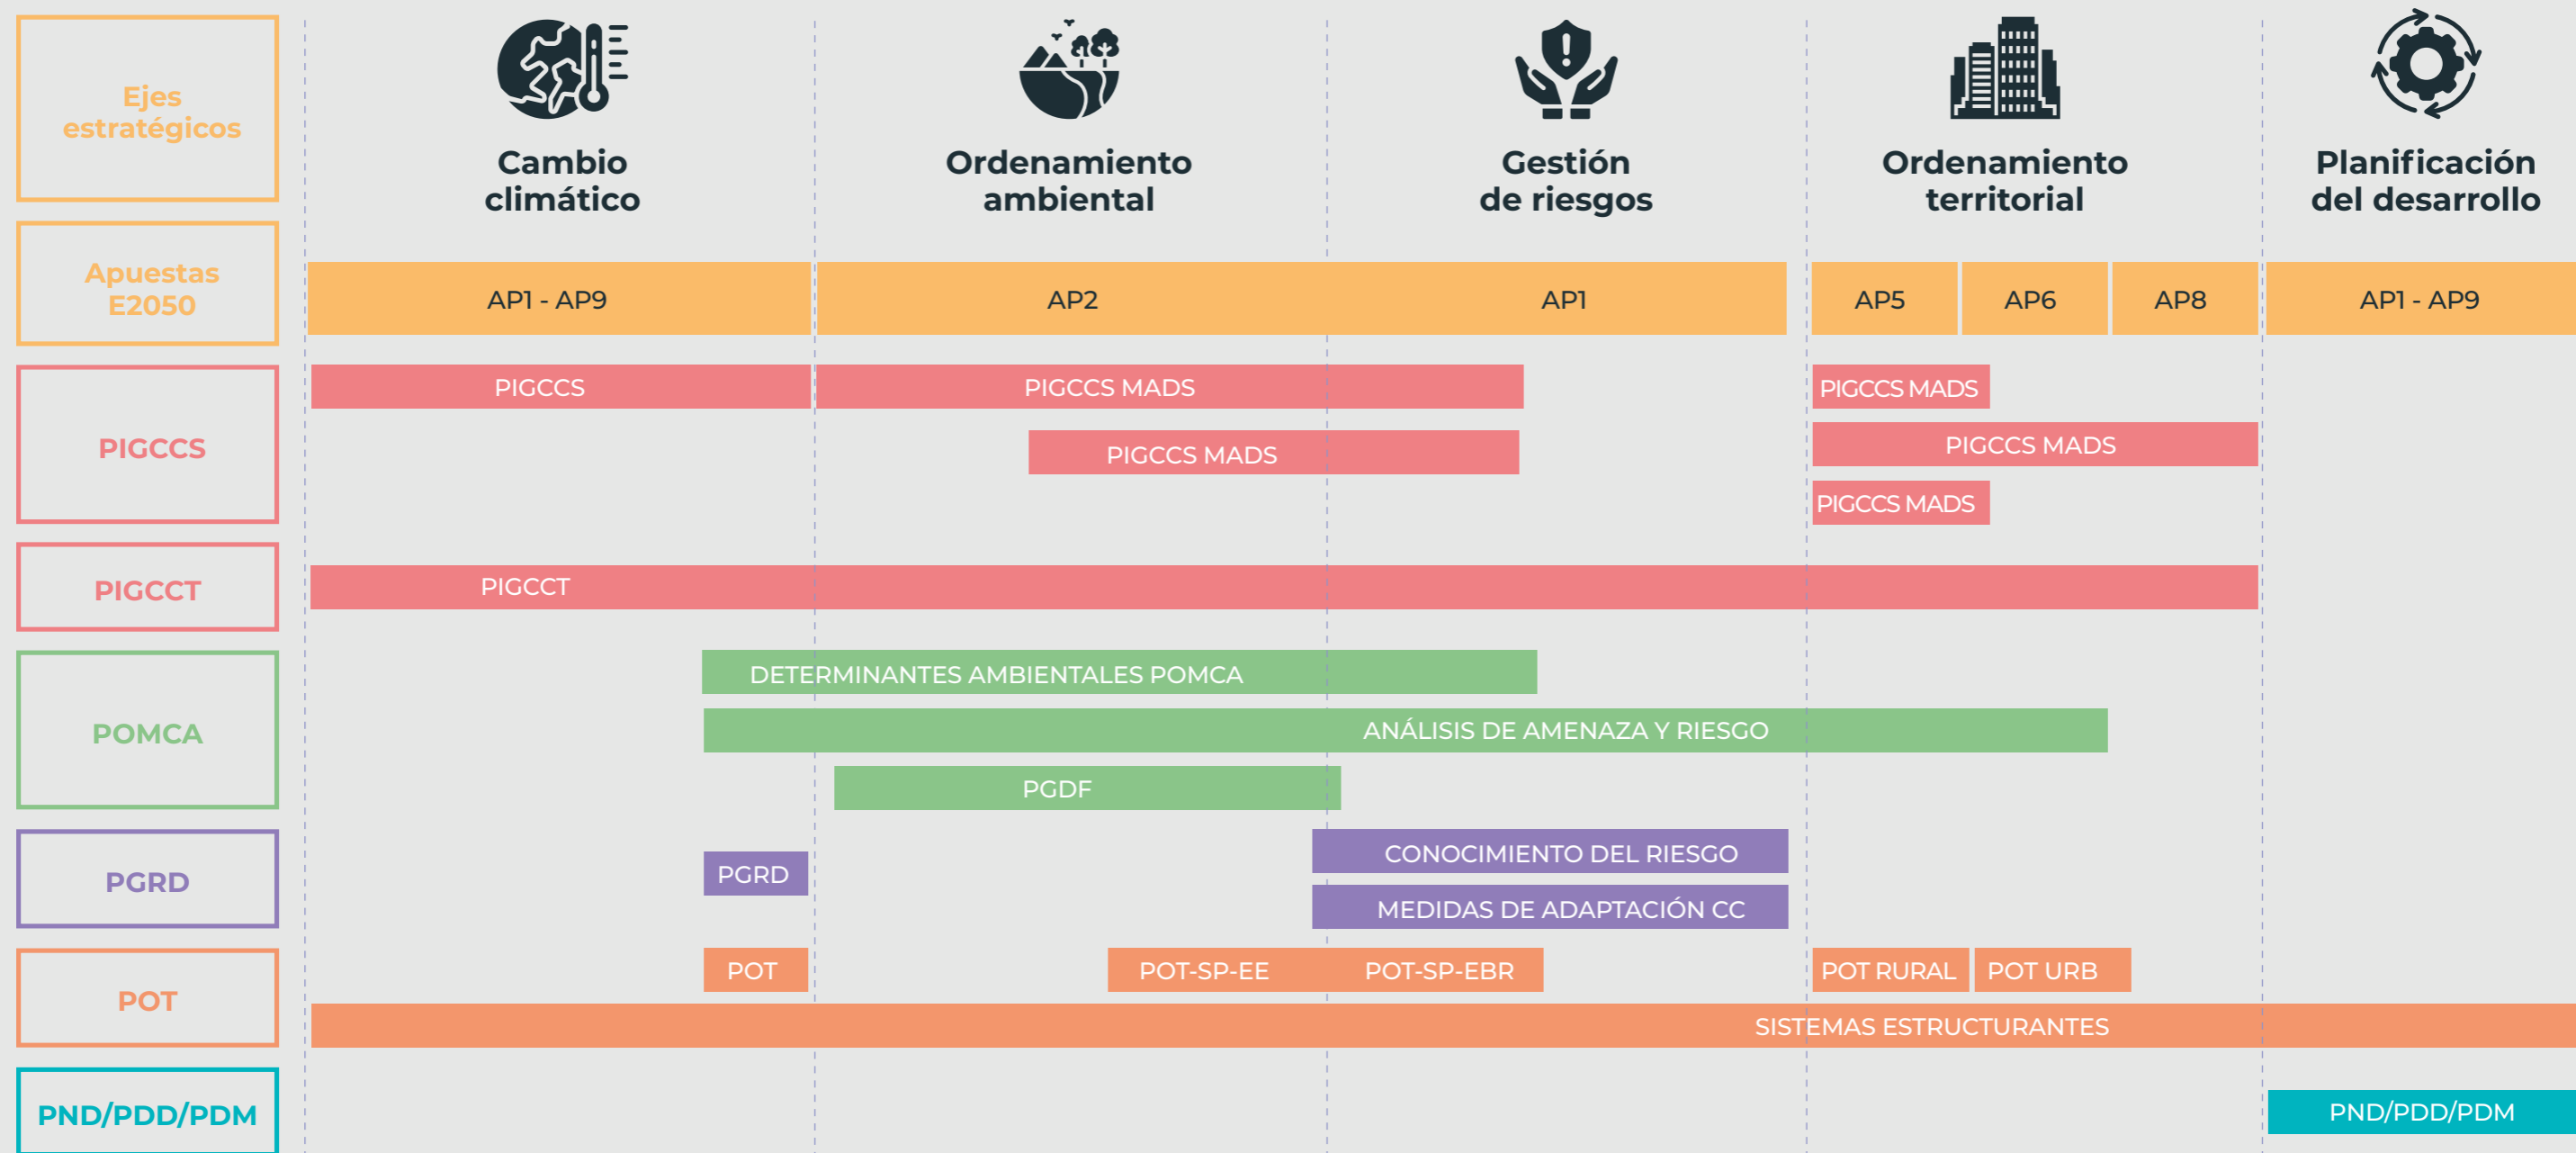 Ejes
estratégicos
Cambio
climático
Ordenamiento
ambiental
Gestión
de riesgos
Ordenamiento
territorial
Planificación
del desarrollo
Apuestas
E2050
AP1 - AP9
AP2
AP1
AP5
AP6
AP8
AP1 - AP9
PIGCCS
PIGCCS
PIGCCS MADS
PIGCCS MADS
PIGCCS MADS
PIGCCS MADS
PIGCCS MADS
PIGCCT
PIGCCT
POMCA
DETERMINANTES AMBIENTALES POMCA
ANÁLISIS DE AMENAZA Y RIESGO
PGDF
PGRD
PGRD
CONOCIMIENTO DEL RIESGO
MEDIDAS DE ADAPTACIÓN CC
POT
POT
POT-SP-EE
POT-SP-EBR
POT RURAL
POT URB
SISTEMAS ESTRUCTURANTES
PND/PDD/PDM
PND/PDD/PDM